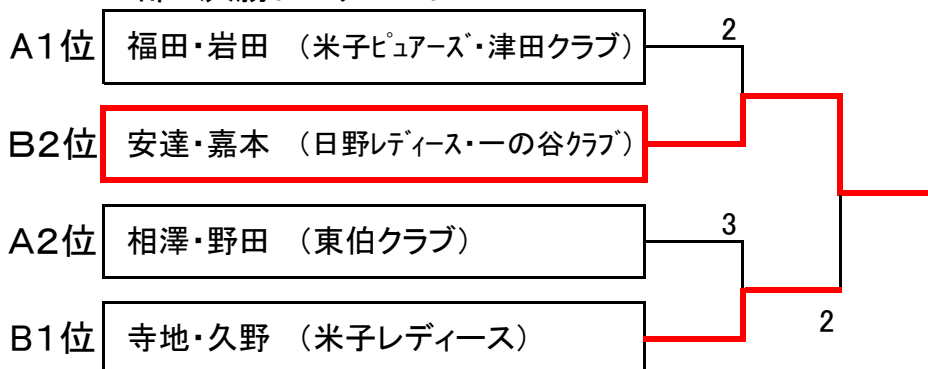 A1位 福田・岩田 （米子ﾋﾟｭｱｰｽﾞ・津田クラブ） 2
B2位 安達・嘉本 （日野ﾚﾃﾞｨｰｽ・一の谷ｸﾗﾌﾞ）
A2位 相澤・野田 （東伯クラブ） 3
B1位 寺地・久野 （米子レディース） 2